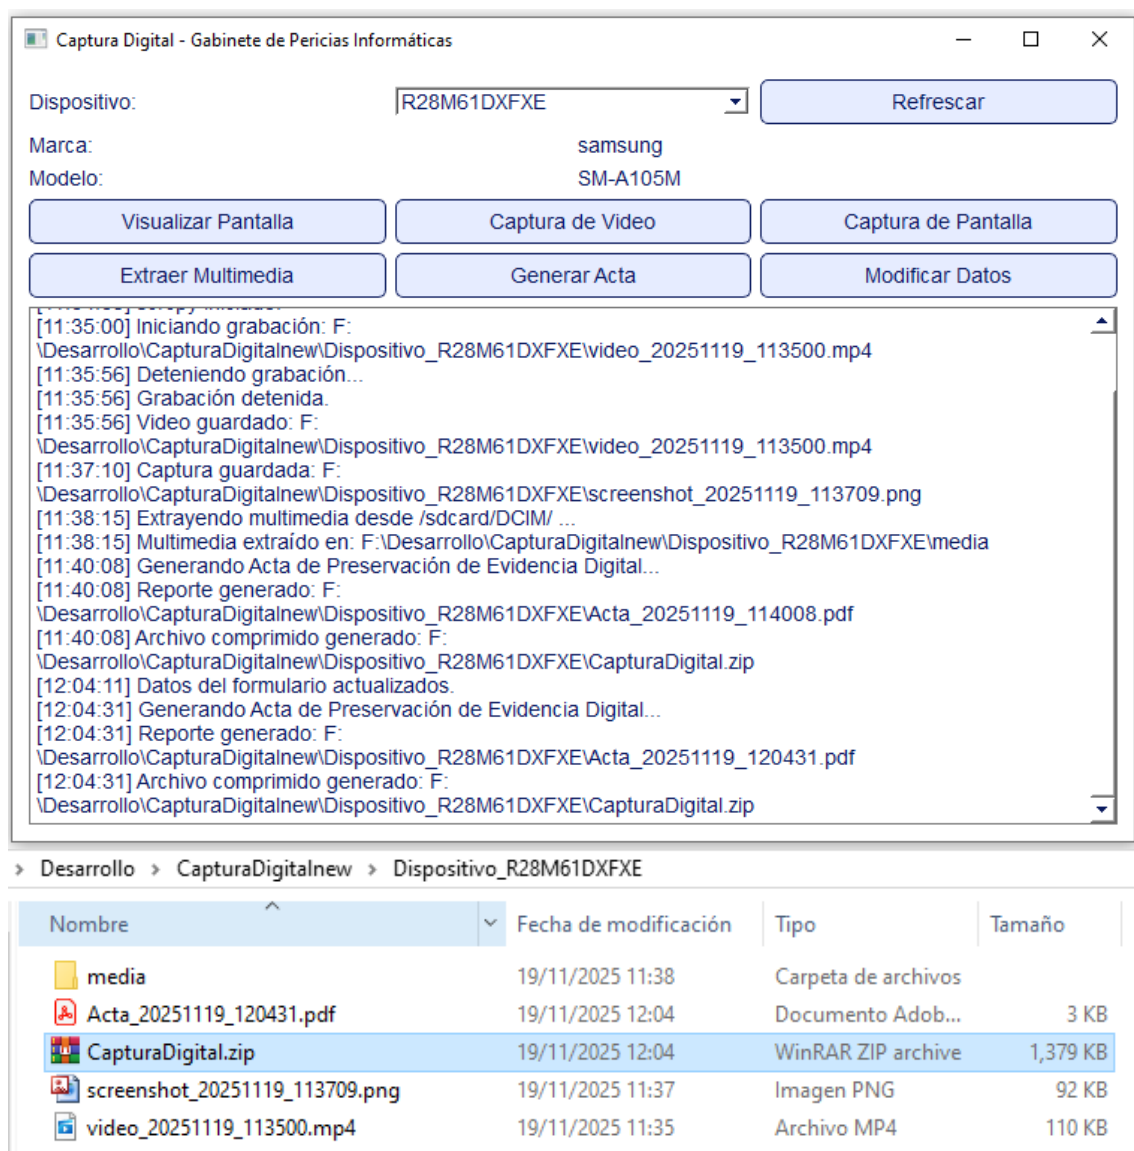 Captura Digital - Gabinete de Pericias Informáticas
Dispositivo: R28M61DXFXE Refrescar
Marca: samsung
Modelo: SM-A105M
Visualizar Pantalla Captura de Video Captura de Pantalla
Extraer Multimedia Generar Acta Modificar Datos
[11:35:00] Iniciando grabación: F:
\Desarrollo\CapturaDigitalnew\Dispositivo_R28M61DXFXE\video_20251119_113500.mp4
[11:35:56] Deteniendo grabación...
[11:35:56] Grabación detenida.
[11:35:56] Video guardado: F:
\Desarrollo\CapturaDigitalnew\Dispositivo_R28M61DXFXE\video_20251119_113500.mp4
[11:37:10] Captura guardada: F:
\Desarrollo\CapturaDigitalnew\Dispositivo_R28M61DXFXE\screenshot_20251119_113709.png
[11:38:15] Extrayendo multimedia desde /sdcard/DCIM/ ...
[11:38:15] Multimedia extraído en: F:\Desarrollo\CapturaDigitalnew\Dispositivo_R28M61DXFXE\media
[11:40:08] Generando Acta de Preservación de Evidencia Digital...
[11:40:08] Reporte generado: F:
\Desarrollo\CapturaDigitalnew\Dispositivo_R28M61DXFXE\Acta_20251119_114008.pdf
[11:40:08] Archivo comprimido generado: F:
\Desarrollo\CapturaDigitalnew\Dispositivo_R28M61DXFXE\CapturaDigital.zip
[12:04:11] Datos del formulario actualizados.
[12:04:31] Generando Acta de Preservación de Evidencia Digital...
[12:04:31] Reporte generado: F:
\Desarrollo\CapturaDigitalnew\Dispositivo_R28M61DXFXE\Acta_20251119_120431.pdf
[12:04:31] Archivo comprimido generado: F:
\Desarrollo\CapturaDigitalnew\Dispositivo_R28M61DXFXE\CapturaDigital.zip
> Desarrollo > CapturaDigitalnew > Dispositivo_R28M61DXFXE
Nombre Fecha de modificación Tipo Tamaño
media 19/11/2025 11:38 Carpeta de archivos
Acta_20251119_120431.pdf 19/11/2025 12:04 Documento Adob... 3 KB
CapturaDigital.zip 19/11/2025 12:04 WinRAR ZIP archive 1,379 KB
screenshot_20251119_113709.png 19/11/2025 11:37 Imagen PNG 92 KB
video_20251119_113500.mp4 19/11/2025 11:35 Archivo MP4 110 KB